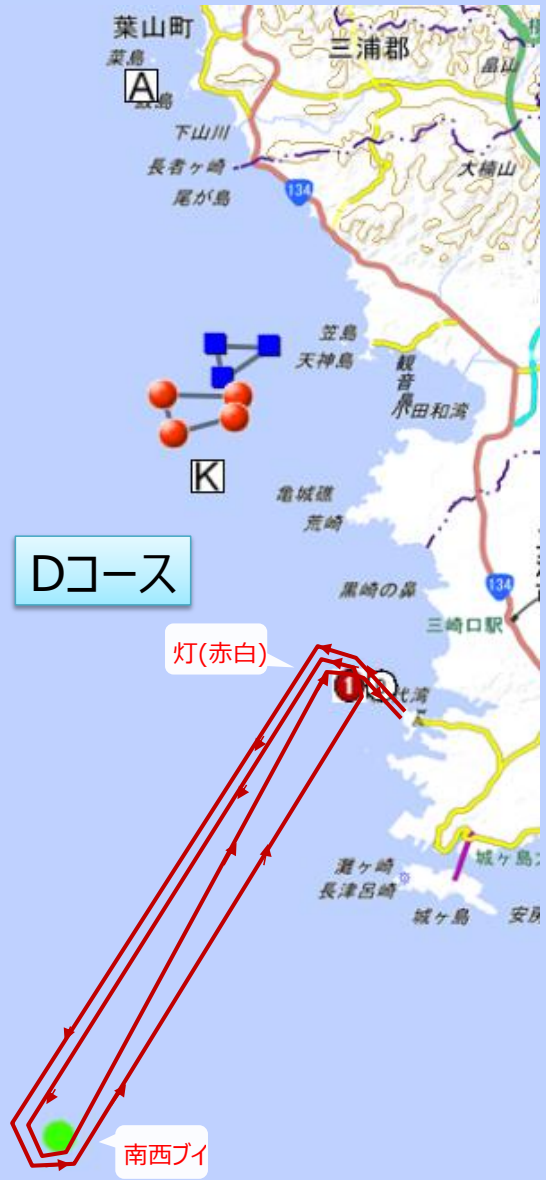 葉山町
菜島
三浦郡
畠山
A
下山川
長者ヶ崎
大楠山
尾が島
134
笠島
天神島
観音鼻
小田和湾
K
亀城礁
荒崎
Dコース
黒崎の鼻
134
三崎口駅
灯(赤白)
1
代湾
灘ヶ崎
長津呂崎
城ヶ島大
城ヶ島
安房
南西ブイ